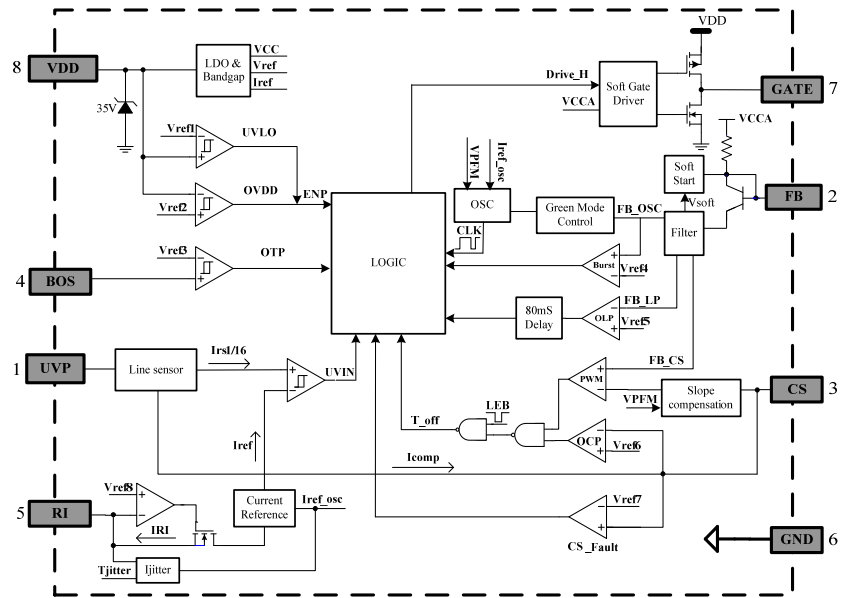 VDD
8 VDD
LDO &
Bandgap
VCC
Vref
Iref
35V
Drive_H
VCCA
Soft Gate
Driver
GATE 7
Vref1
UVLO
VCCA
OVDD
ENP
Vref2
VPFM
Iref_osc
OSC
CLK
Green Mode
Control
FB_OSC
Soft
Start
Vsoft
Filter
FB 2
Vref3
OTP
LOGIC
4 BOS
Burst
Vref4
80mS
Delay
FB_LP
OLP
Vref5
1 UVP
Line sensor
Irsl/16
UVIN
FB_CS
PWM
VPFM
Slope
compensation
CS 3
LEB
T_off
OCP
Vref6
Iref
Icomp
5 RI
Vref8
IRI
Current
Reference
Iref_osc
Vref7
CS_Fault
GND 6
Tjitter
Ijitter